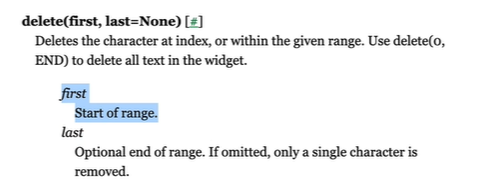 delete(first, last=None) [#]
Deletes the character at index, or within the given range. Use delete(0,
END) to delete all text in the widget.
first
Start of range.
last
Optional end of range. If omitted, only a single character is
removed.